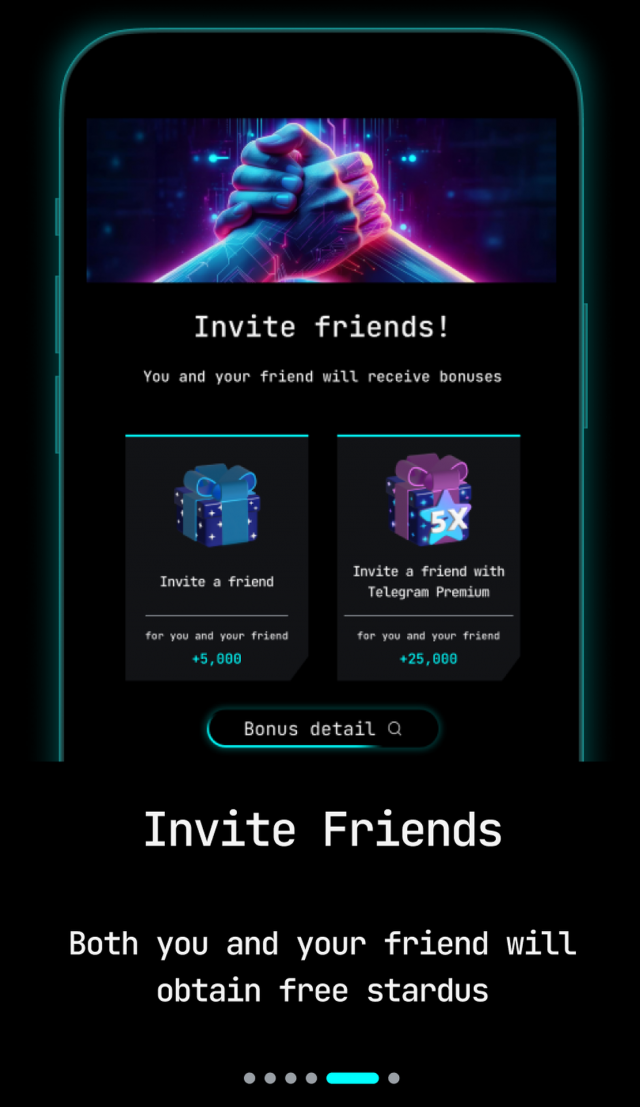 Invite friends!
You and your friend will receive bonuses
5X
Invite a friend
for you and your friend
+5,000
Invite a friend with
Telegram Premium
for you and your friend
+25,000
Bonus detail
Invite Friends
Both you and your friend will
obtain free stardus